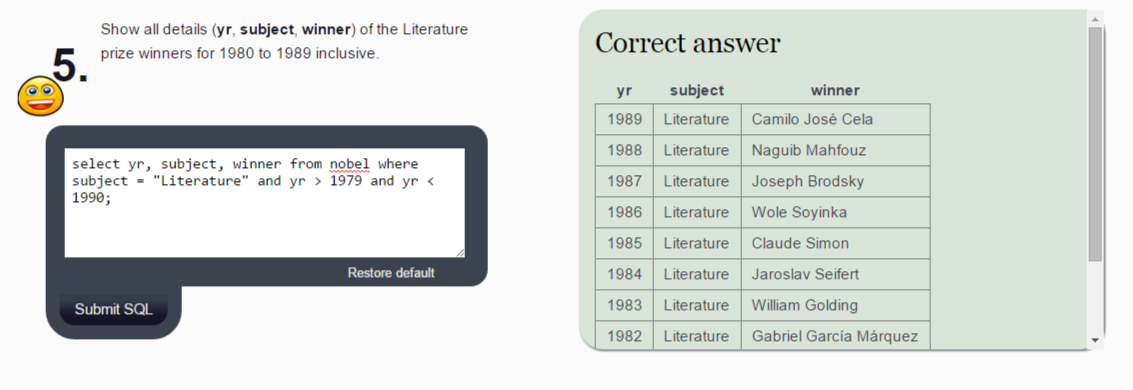 5.
Show all details (yr, subject, winner) of the Literature
prize winners for 1980 to 1989 inclusive.
select yr, subject, winner from nobel where
subject = "Literature" and yr > 1979 and yr <
1990;
Restore default
Submit SQL
Correct answer
yr subject winner
1989 Literature Camilo José Cela
1988 Literature Naguib Mahfouz
1987 Literature Joseph Brodsky
1986 Literature Wole Soyinka
1985 Literature Claude Simon
1984 Literature Jaroslav Seifert
1983 Literature William Golding
1982 Literature Gabriel García Márquez